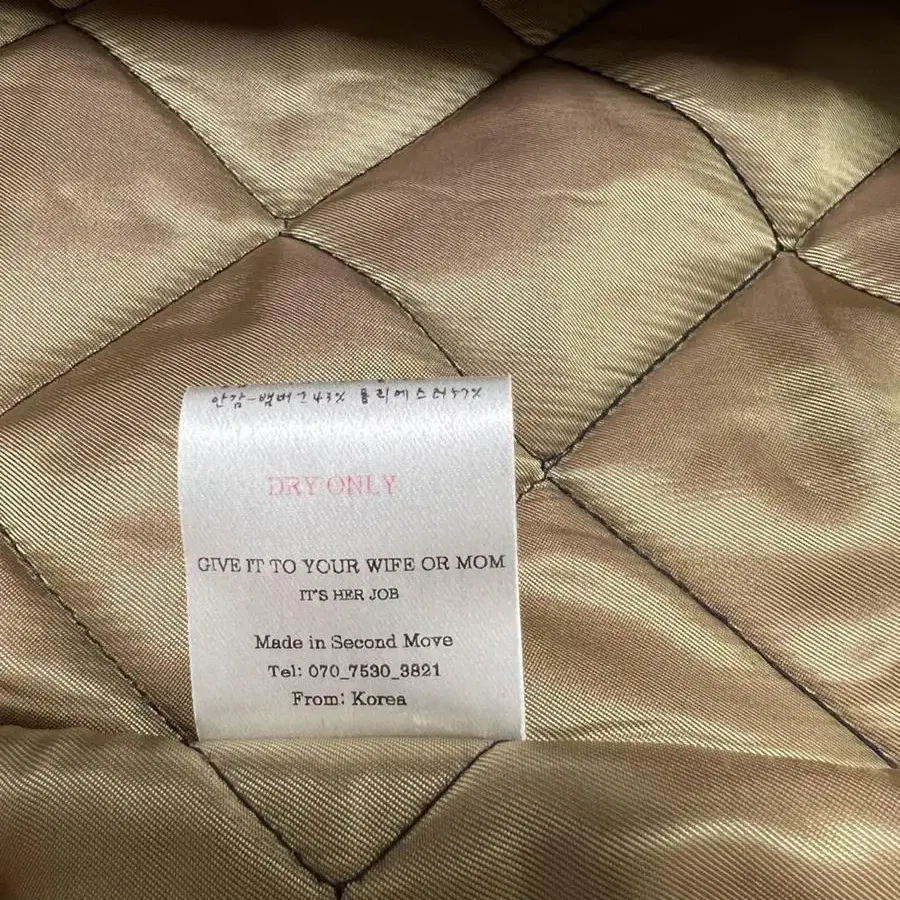 안감-뱀버그43% 폴리에스터57%
DRY ONLY
GIVE IT TO YOUR WIFE OR MOM
IT'S HER JOB
Made in Second Move
Tel: 070_7530_3821
From: Korea